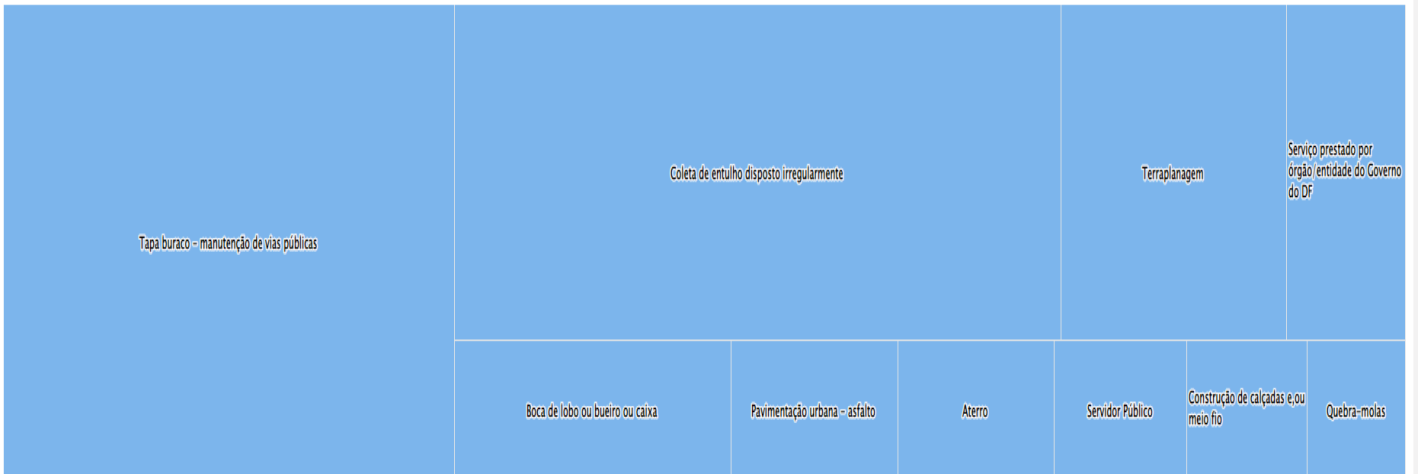 Tapa buraco - manutenção de vias públicas
Coleta de entulho disposto irregularmente
Terraplanagem
Serviço prestado por
órgão/entidade do Governo
do DF
Boca de lobo ou bueiro ou caixa
Pavimentação urbana - asfalto
Aterro
Servidor Público
Construção de calçadas e,ou
meio fio
Quebra-molas